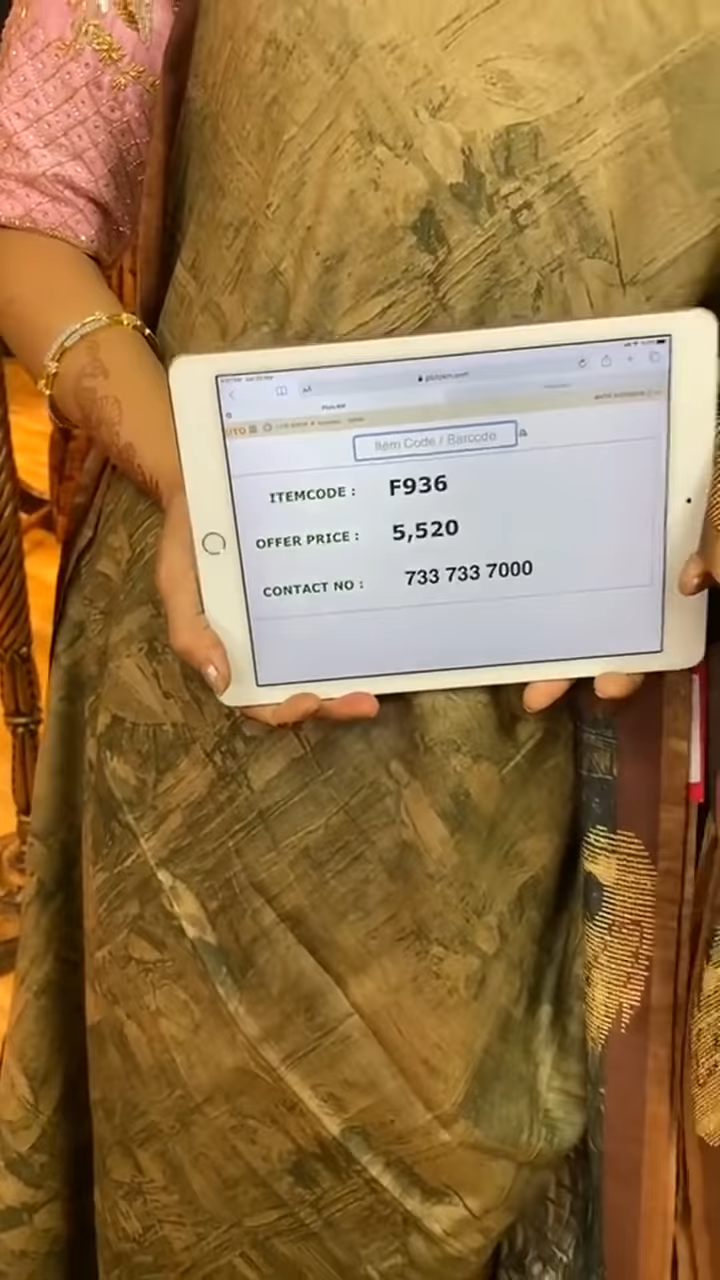 Item Code / Barcode
ITEMCODE : F936
OFFER PRICE : 5,520
CONTACT NO : 733 733 7000